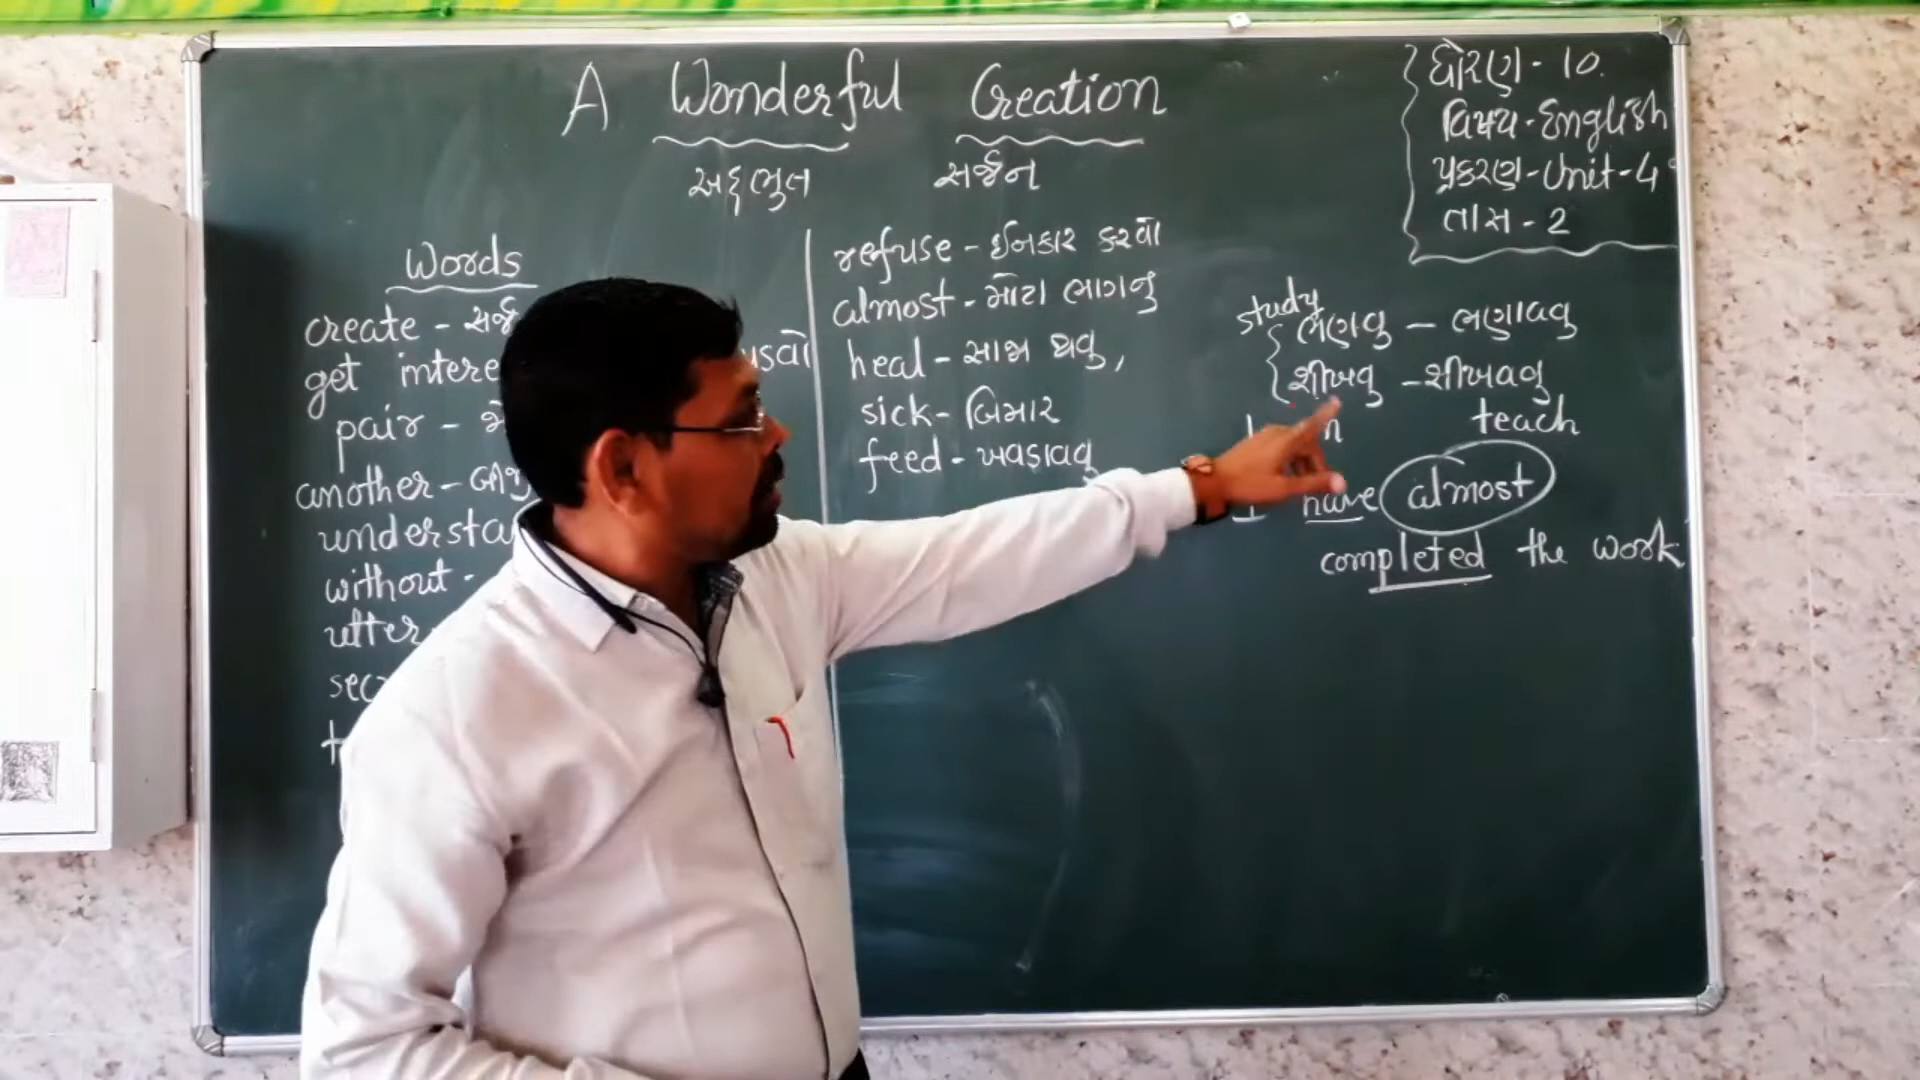 A Wonderful Creation
અદ્દભુત સર્જન
ધોરણ - 10.
વિષય - English
પ્રકરણ - Unit - 4
તાસ - 2
Words
create - સર્જ
get intere
pair -
another - બીજુ
understa
without -
utter
sec
refuse - ઈનકાર કરવો
almost - મોટા ભાગનું
heal - સાજા થવુ,
sick - બિમાર
feed - ખવડાવવુ
study
ભણવુ - ભણાવવુ
શીખવુ - શીખવવુ
teach
I have almost
completed the work